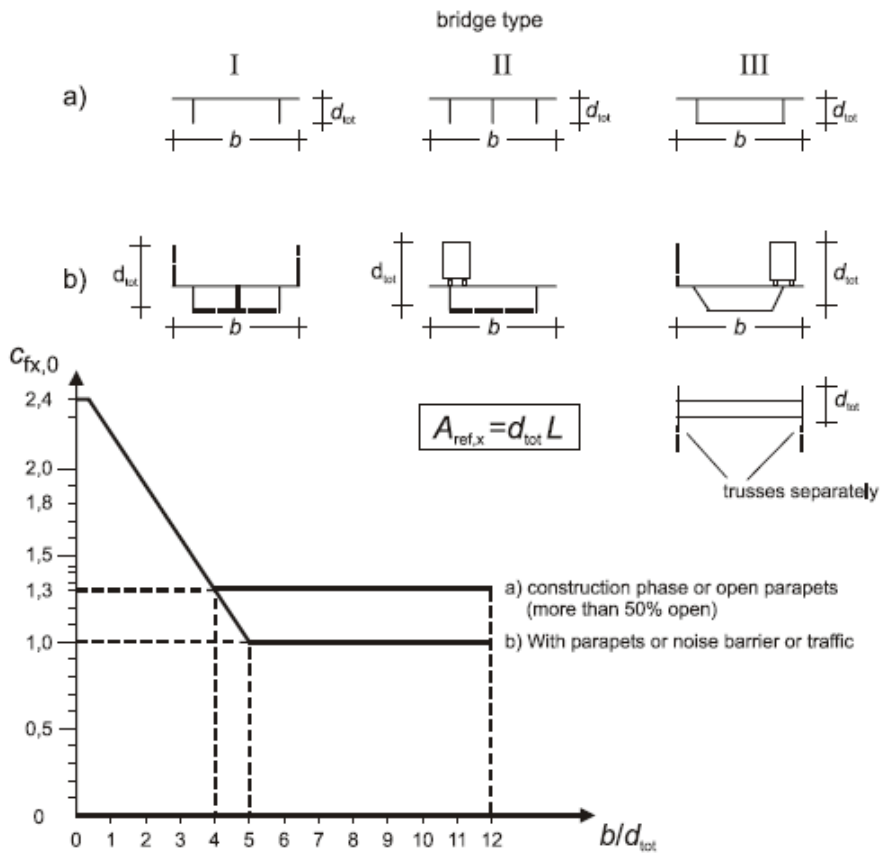 bridge type
I II III
a)
d_tot d_tot d_tot
b b b
b)
d_tot d_tot d_tot
b b b
c_fx,0
2,4
2,0
1,8
1,5
1,3
1,0
0,5
0
A_ref,x = d_tot L
d_tot
trusses separately
a) construction phase or open parapets
(more than 50% open)
b) With parapets or noise barrier or traffic
0 1 2 3 4 5 6 7 8 9 10 11 12
b/d_tot